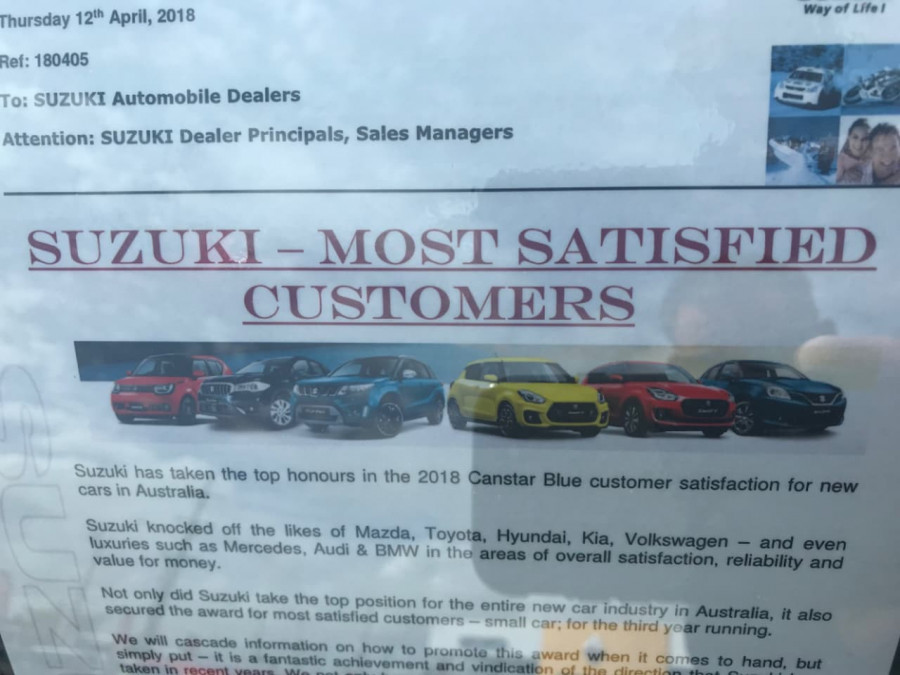 Way of Life!
Thursday 12th April, 2018
Ref: 180405
To: SUZUKI Automobile Dealers
Attention: SUZUKI Dealer Principals, Sales Managers
SUZUKI – MOST SATISFIED
CUSTOMERS
Suzuki has taken the top honours in the 2018 Canstar Blue customer satisfaction for new
cars in Australia.
Suzuki knocked off the likes of Mazda, Toyota, Hyundai, Kia, Volkswagen – and even
luxuries such as Mercedes, Audi & BMW in the areas of overall satisfaction, reliability and
value for money.
Not only did Suzuki take the top position for the entire new car industry in Australia, it also
secured the award for most satisfied customers – small car; for the third year running.
We will cascade information on how to promote this award when it comes to hand, but
simply put – it is a fantastic achievement and vindication of the direction that Suzuki
taken in recent years. We not only
SUZ